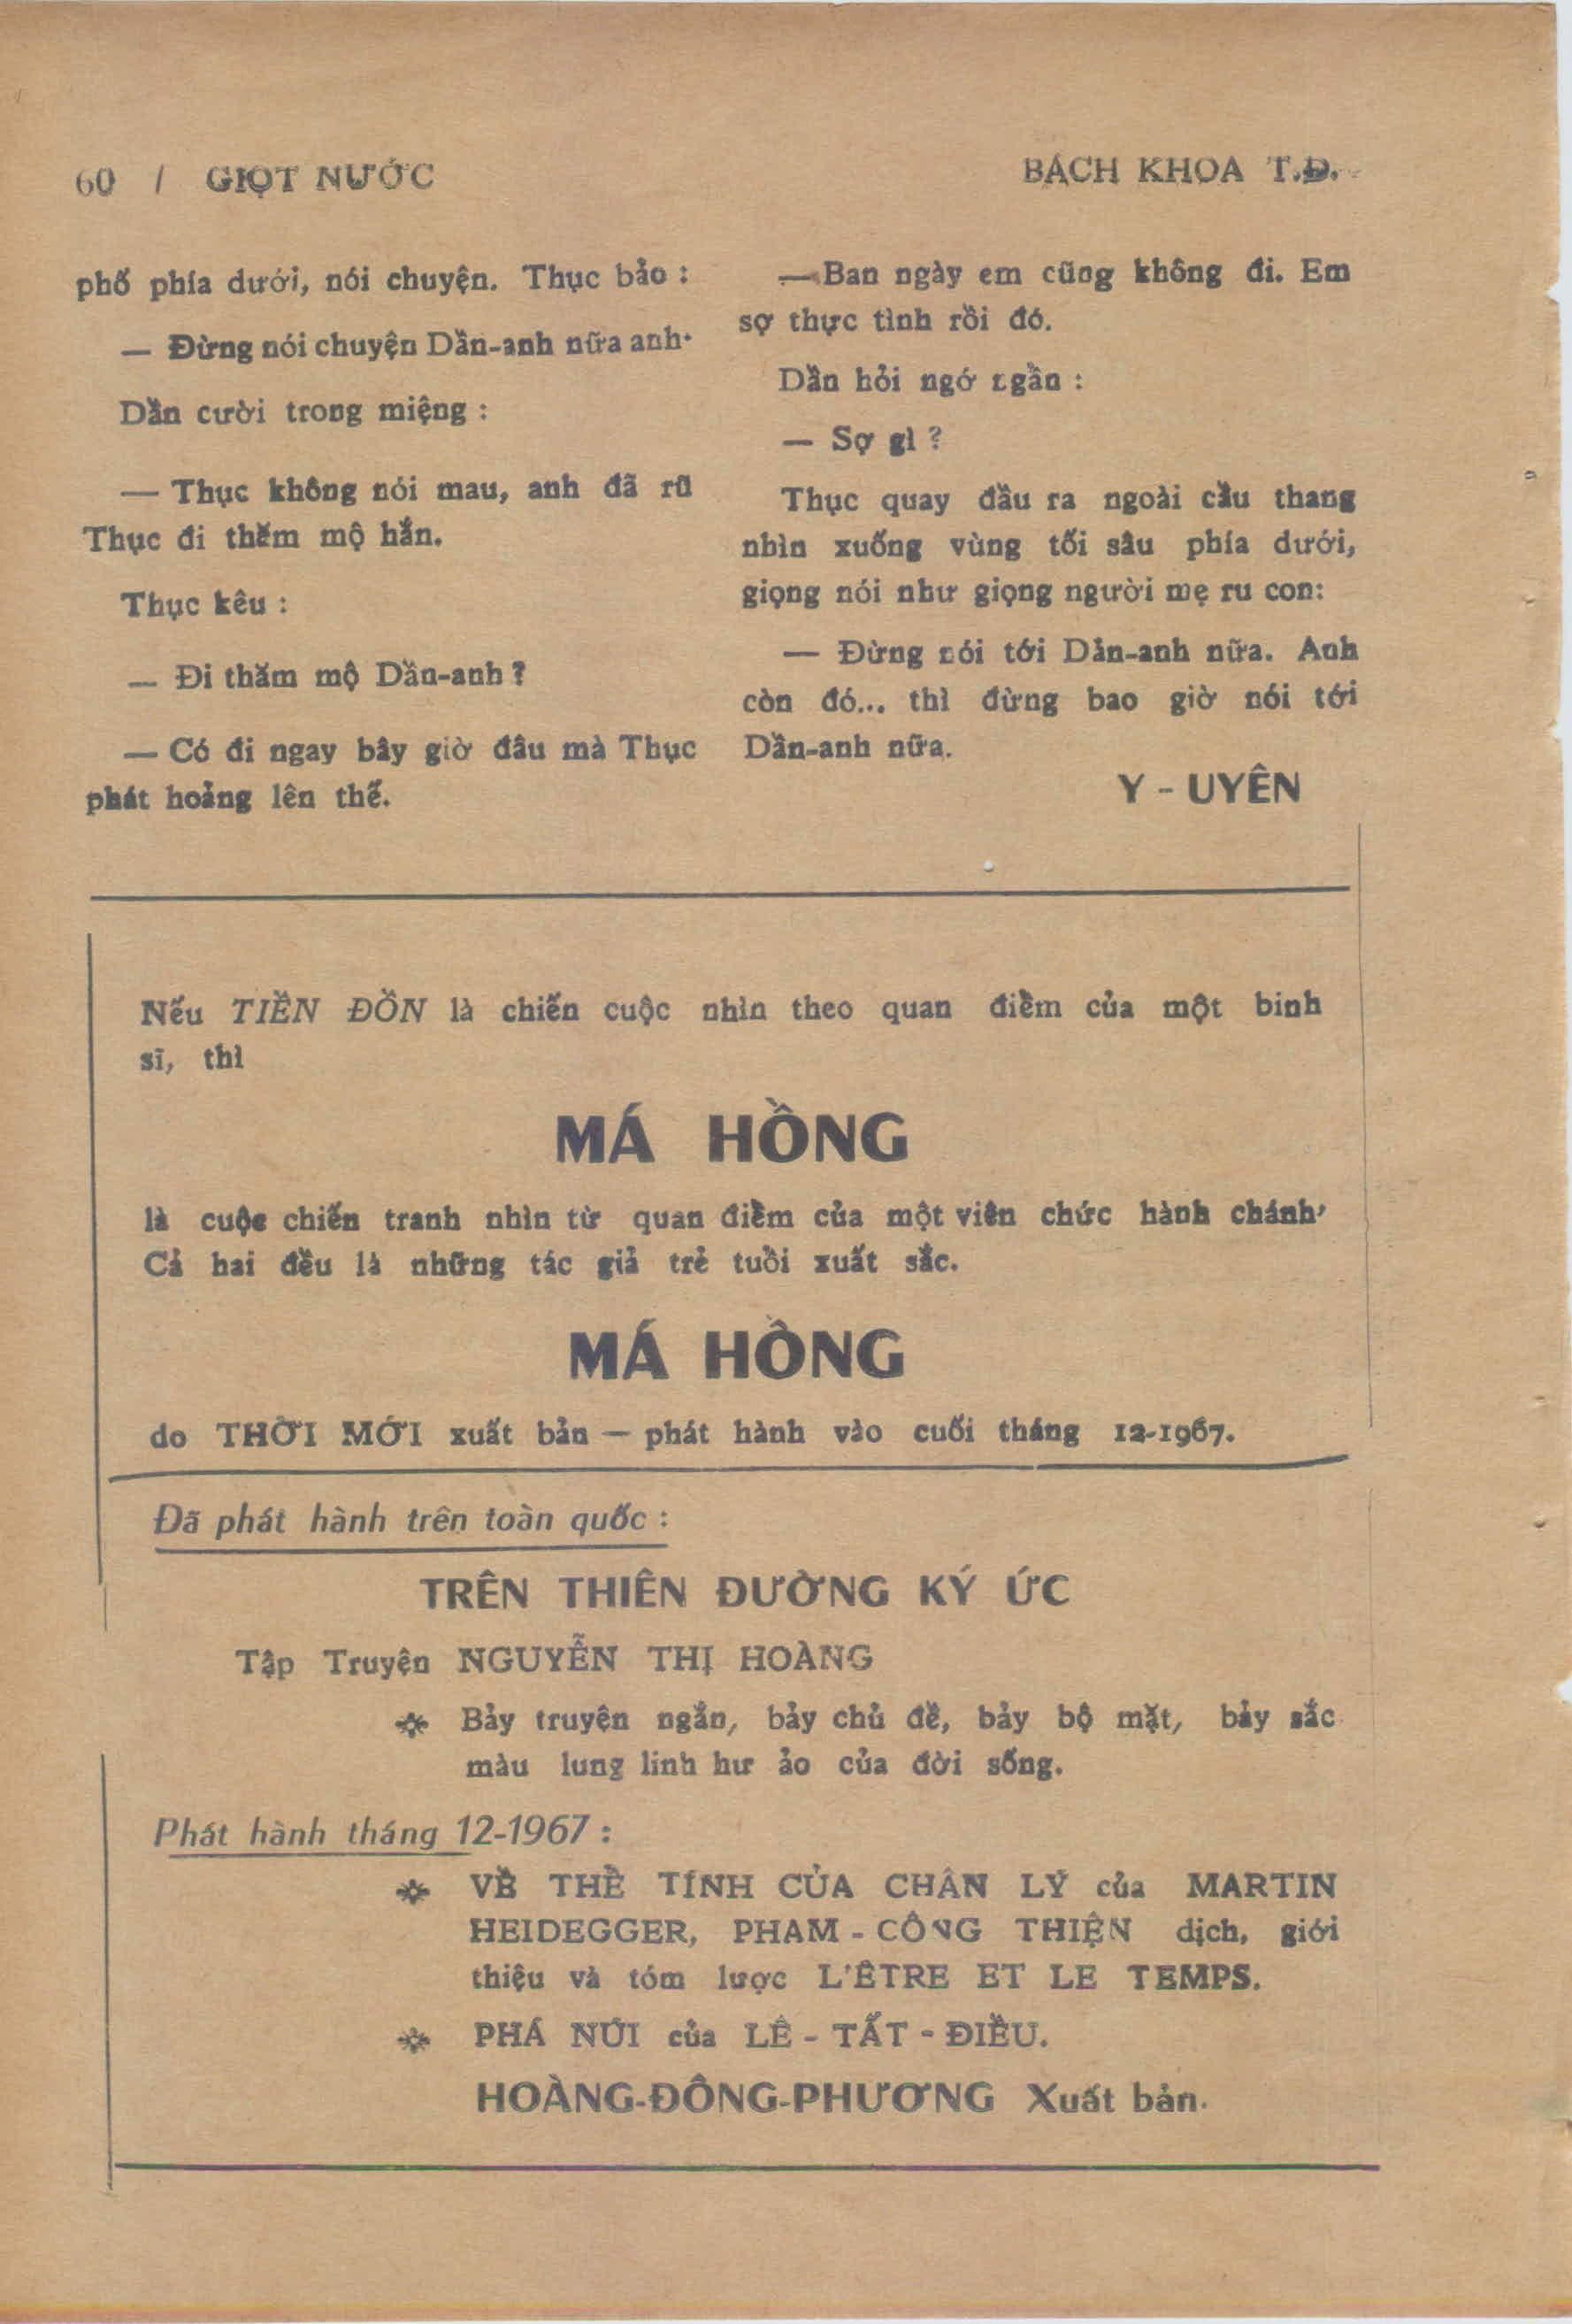 60 / GIỌT NƯỚC
BÁCH KHOA T.Đ.
phố phía dưới, nói chuyện. Thục bảo :
— Đừng nói chuyện Dần-anh nữa anh.
Dần cười trong miệng :
— Thục không nói mau, anh đã rũ
Thục đi thăm mộ hắn.
Thục kêu :
— Đi thăm mộ Dần-anh ?
— Có đi ngay bây giờ đâu mà Thục
phát hoảng lên thế.
— Ban ngày em cũng không đi. Em
sợ thực tình rồi đó.
Dần hỏi ngớ ngẩn :
— Sợ gì ?
Thục quay đầu ra ngoài cầu thang
nhìn xuống vùng tối sâu phía dưới,
giọng nói như giọng người mẹ ru con:
— Đừng nói tới Dần-anh nữa. Anh
còn đó... thì đừng bao giờ nói tới
Dần-anh nữa.
Y - UYÊN
Nếu TIỀN ĐỒN là chiến cuộc nhìn theo quan điểm của một binh
sĩ, thì
MÁ HỒNG
là cuộc chiến tranh nhìn từ quan điểm của một viên chức hành chánh,
Cả hai đều là những tác giả trẻ tuổi xuất sắc.
MÁ HỒNG
do THỜI MỚI xuất bản — phát hành vào cuối tháng 12-1967.
Đã phát hành trên toàn quốc :
TRÊN THIÊN ĐƯỜNG KÝ ỨC
Tập Truyện NGUYỄN THỊ HOÀNG
Bảy truyện ngắn, bảy chủ đề, bảy bộ mặt, bảy sắc
màu lung linh hư ảo của đời sống.
Phát hành tháng 12-1967 :
VỀ THỂ TÍNH CỦA CHÂN LÝ của MARTIN
HEIDEGGER, PHAM - CÔNG THIỆN dịch, giới
thiệu và tóm lược L'ÊTRE ET LE TEMPS.
PHÁ NÚI của LÊ - TẤT - ĐIỀU.
HOÀNG-ĐÔNG-PHƯƠNG Xuất bản.